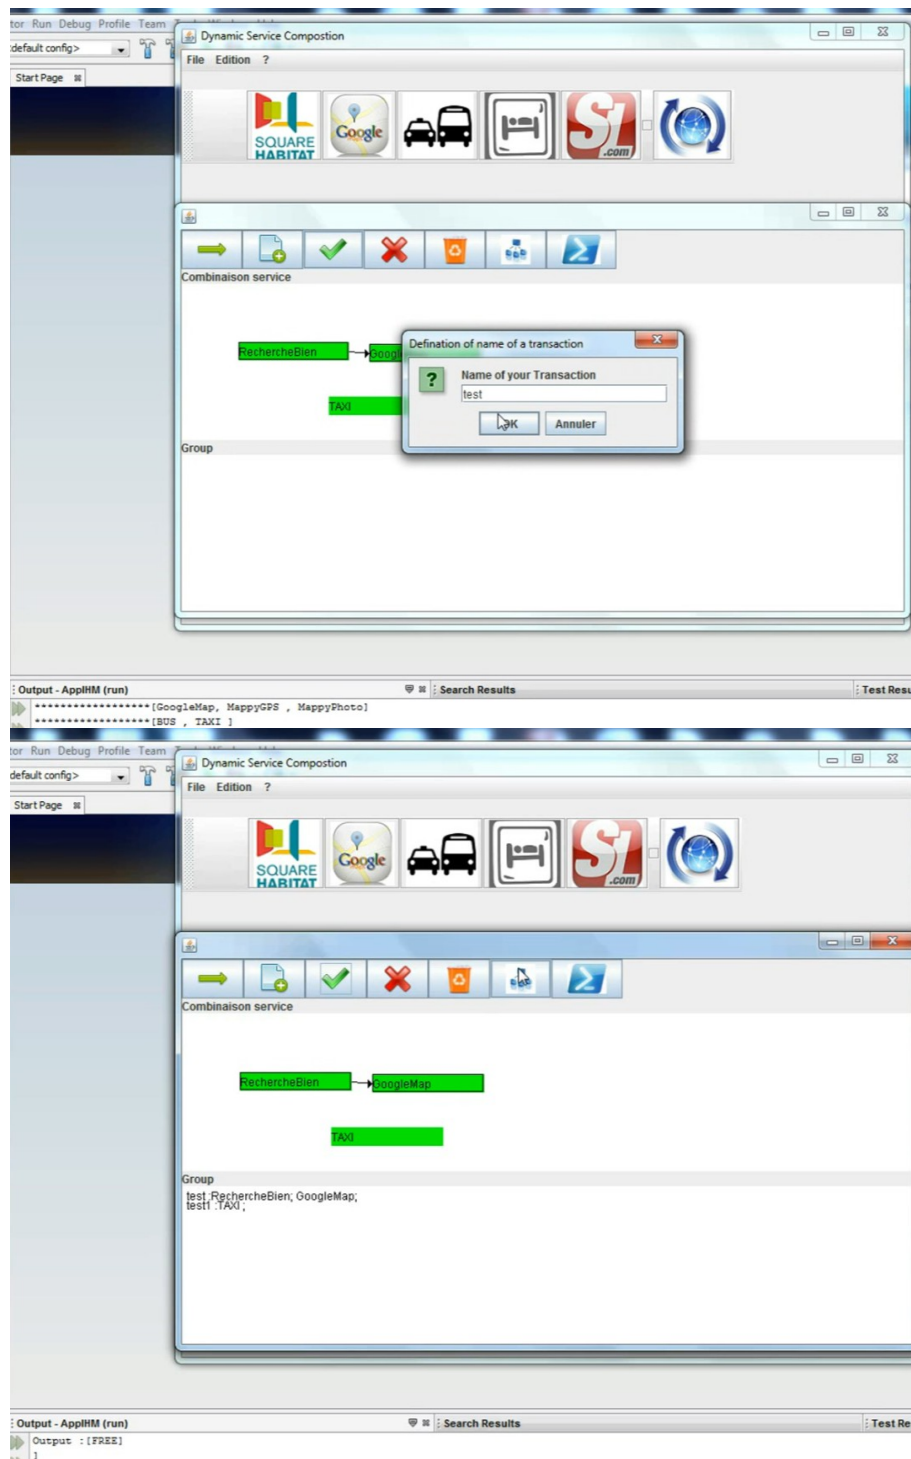 tor Run Debug Profile Team
Dynamic Service Compostion
default config>
File Edition ?
Start Page
SQUARE
HABITAT
Google
SI
.com
Combinaison service
RechercheBien
Google
TAXI
Defination of name of a transaction
?
Name of your Transaction
test
OK
Annuler
Group
Output - ApplHM (run)
Search Results
Test Resu
******************[GoogleMap, MappyGPS , MappyPhoto]
******************[BUS , TAXI ]
tor Run Debug Profile Team
Dynamic Service Compostion
default config>
File Edition ?
Start Page
SQUARE
HABITAT
Google
SI
.com
Combinaison service
RechercheBien
GoogleMap
TAXI
Group
test :RechercheBien; GoogleMap;
test1 :TAXI ;
Output - ApplHM (run)
Search Results
Test Re
Output :[FREE]
]